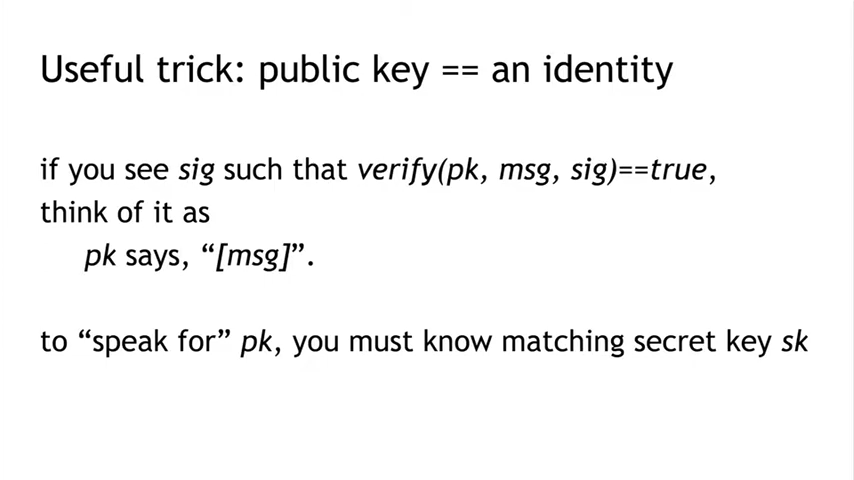 Useful trick: public key == an identity
if you see sig such that verify(pk, msg, sig)==true,
think of it as
pk says, “[msg]”.
to “speak for” pk, you must know matching secret key sk